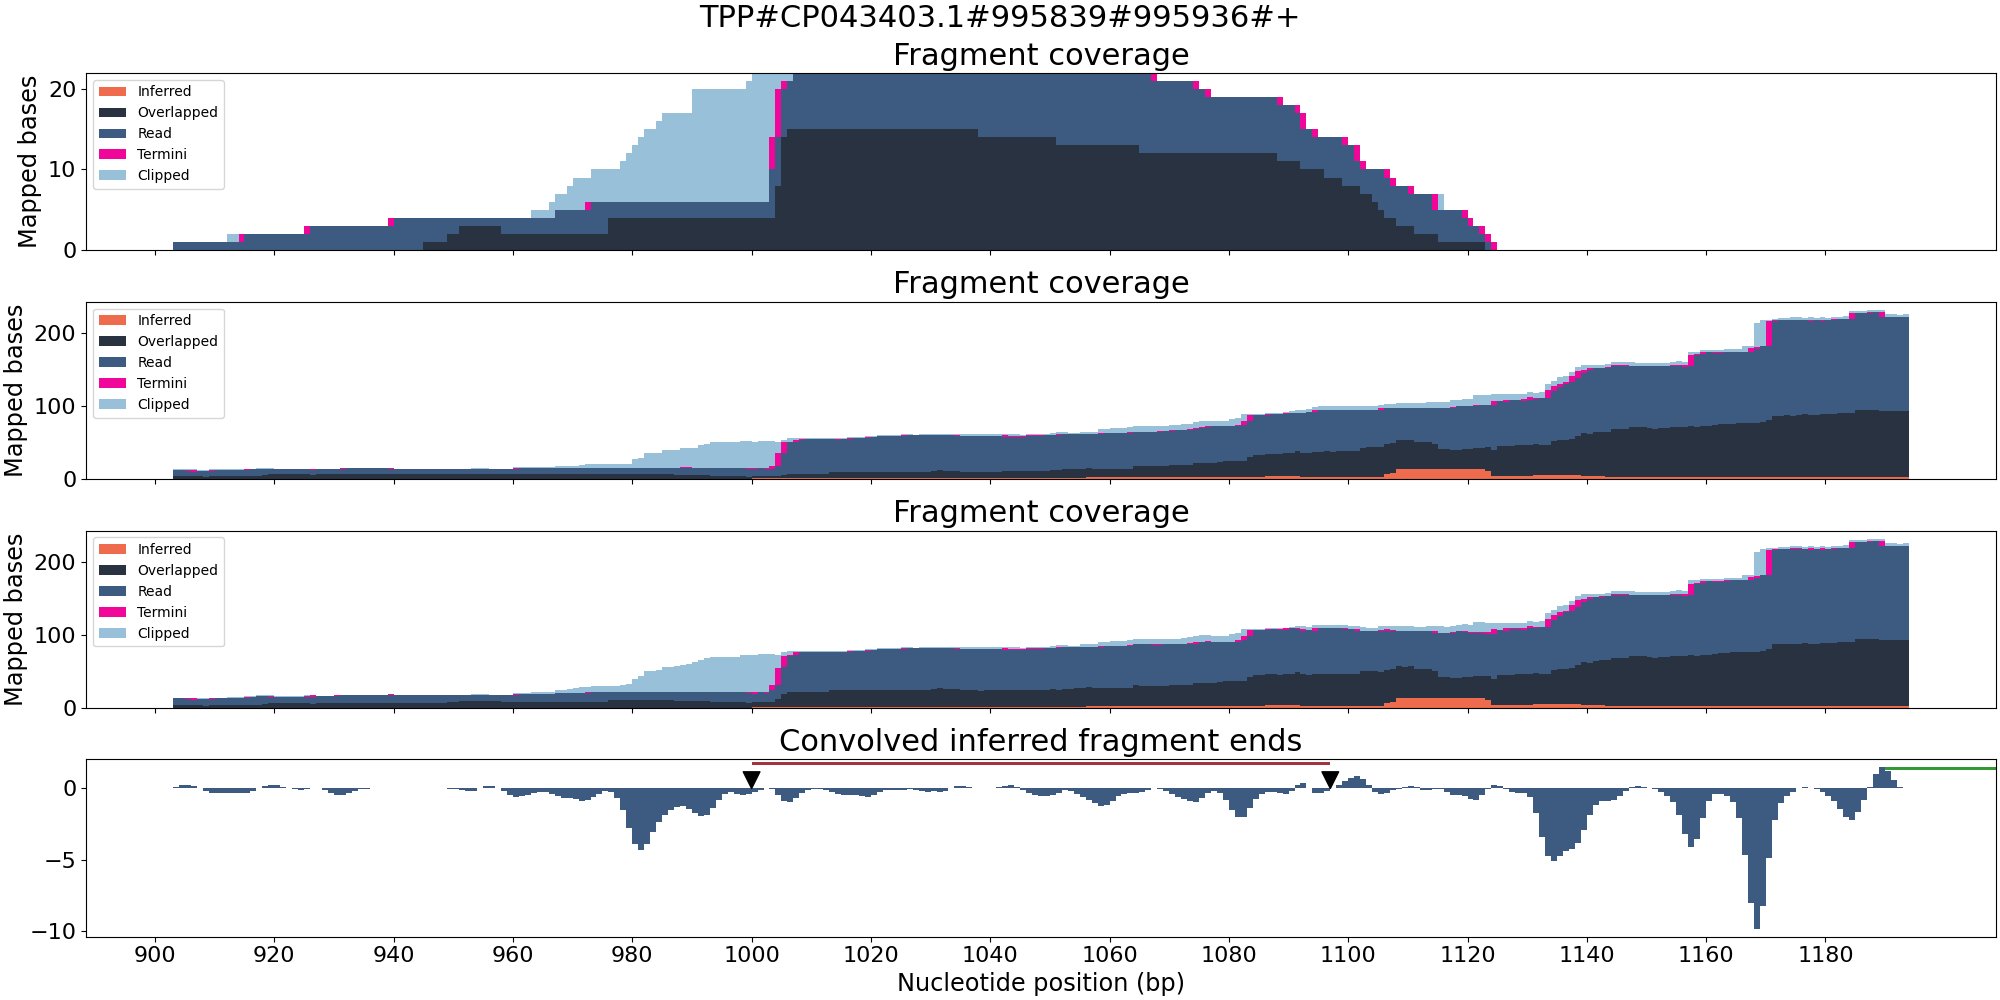 TPP#CP043403.1#995839#995936#+
Fragment coverage
Mapped bases
20
10
0
Inferred
Overlapped
Read
Termini
Clipped
Fragment coverage
Mapped bases
200
100
0
Inferred
Overlapped
Read
Termini
Clipped
Fragment coverage
Mapped bases
200
100
0
Inferred
Overlapped
Read
Termini
Clipped
Convolved inferred fragment ends
0
−5
−10
900 920 940 960 980 1000 1020 1040 1060 1080 1100 1120 1140 1160 1180
Nucleotide position (bp)